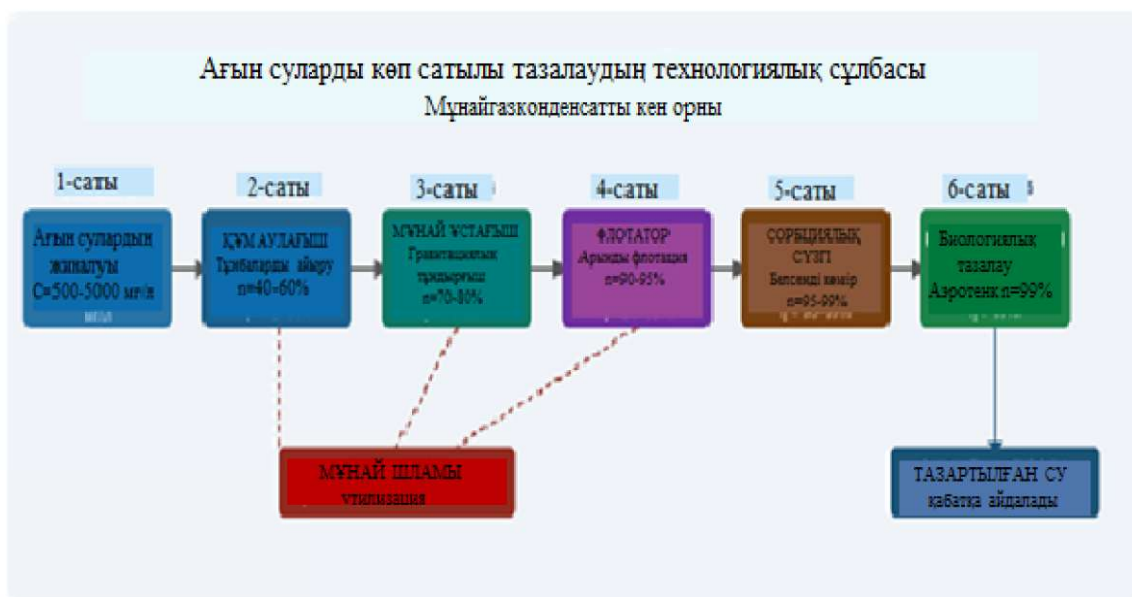 Ағын суларды көп сатылы тазалаудың технологиялық сұлбасы
Мұнайгазконденсатты кен орны
1-саты
2-саты
3-саты
4-саты
5-саты
6-саты
Ағын сулардың
жиналуы
С=500-5000 мг/л
ҚҰМ АУЛАҒЫШ
Тұнбаларды айыру
n=40-60%
МҰНАЙ ҰСТАҒЫШ
Гравитациялық
тұндырғыш
n=70-80%
ФЛОТАТОР
Арынды флотация
n=90-95%
СОРБЦИЯЛЫҚ
СҮЗГІ
Белсенді көмір
n=95-99%
Биологиялық
тазалау
Аэротенк n=99%
МҰНАЙ ШЛАМЫ
утилизация
ТАЗАРТЫЛҒАН СУ
қабатқа айдалады